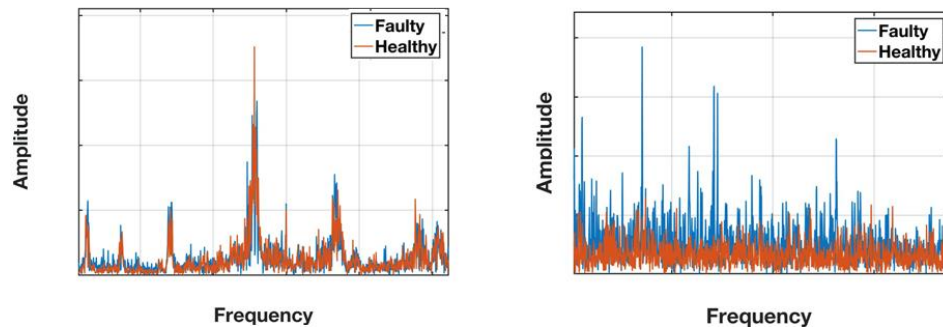 Faulty
Healthy
Amplitude
Frequency
Faulty
Healthy
Amplitude
Frequency